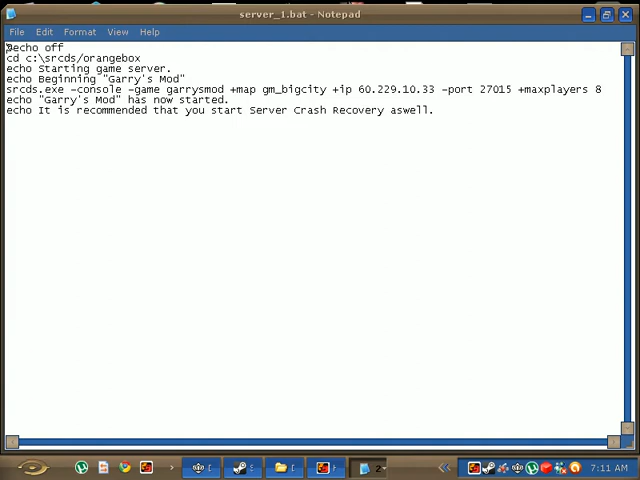 server_1.bat - Notepad
File Edit Format View Help
@echo off
cd c:\srcds/orangebox
echo Starting game server.
echo Beginning "Garry's Mod"
srcds.exe -console -game garrysmod +map gm_bigcity +ip 60.229.10.33 -port 27015 +maxplayers 8
echo "Garry's Mod" has now started.
echo It is recommended that you start Server Crash Recovery aswell.
7:11 AM